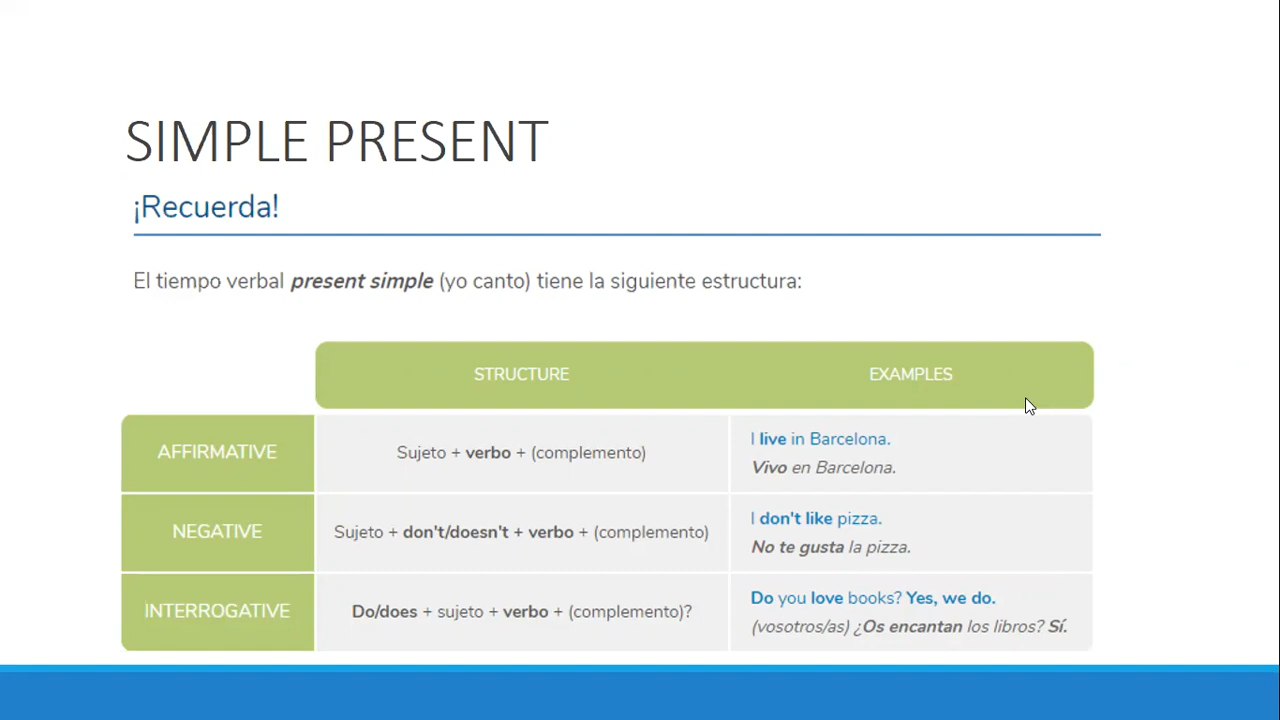 SIMPLE PRESENT
¡Recuerda!
El tiempo verbal present simple (yo canto) tiene la siguiente estructura:
STRUCTURE
EXAMPLES
AFFIRMATIVE
Sujeto + verbo + (complemento)
I live in Barcelona.
Vivo en Barcelona.
NEGATIVE
Sujeto + don't/doesn't + verbo + (complemento)
I don't like pizza.
No te gusta la pizza.
INTERROGATIVE
Do/does + sujeto + verbo + (complemento)?
Do you love books? Yes, we do.
(vosotros/as) ¿Os encantan los libros? Sí.